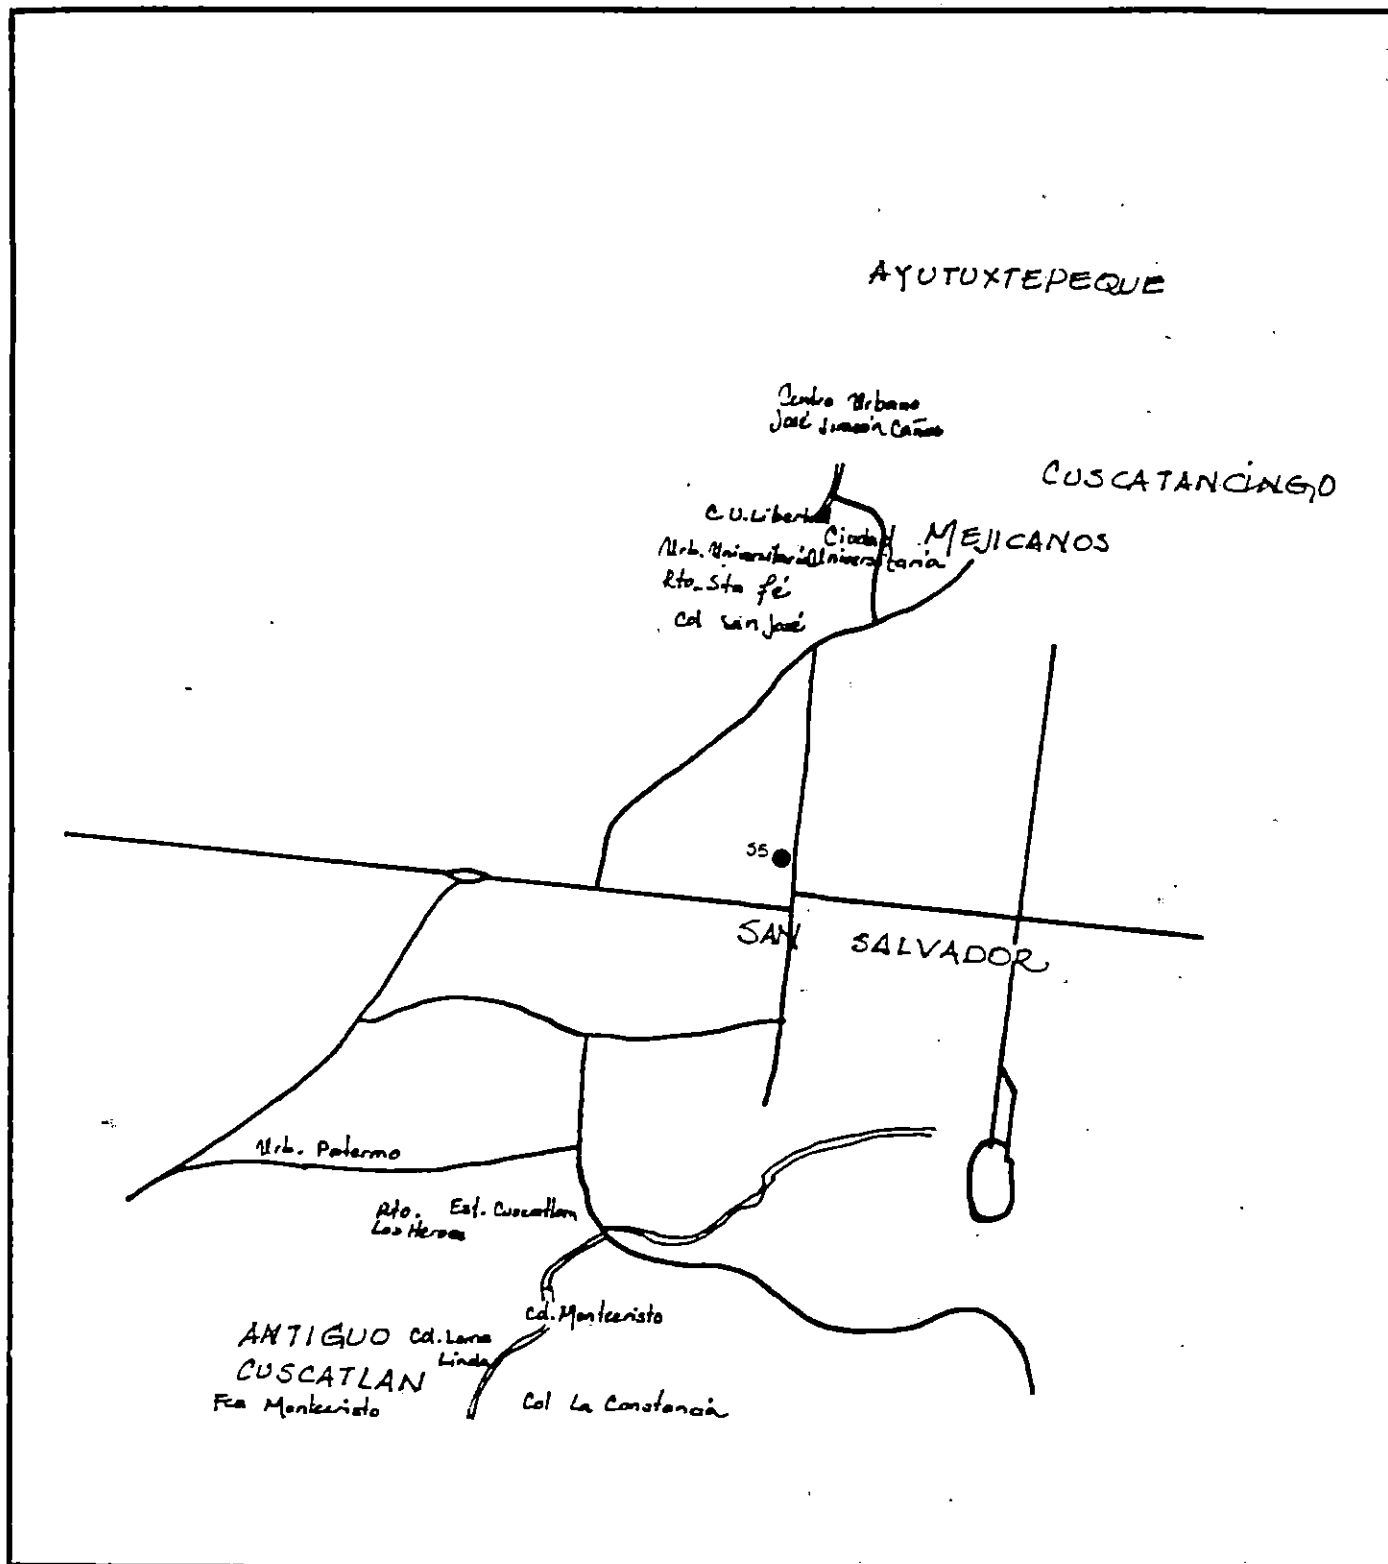 AYUTUXTEPEQUE
Centro Urbano
José Simeón Cañas
CUSCATANCINGO
C.U. Libertad
Ciudad
MEJICANOS
Urb. Universitaria
Universitaria
Rto. Sta fé
Col San José
55
SAN SALVADOR
Urb. Palermo
Rto. Est. Cuscatlan
Los Heroes
Col. Montecristo
ANTIGUO Col. Loma
CUSCATLAN Linda
Fca Montecristo
Col La Constancia